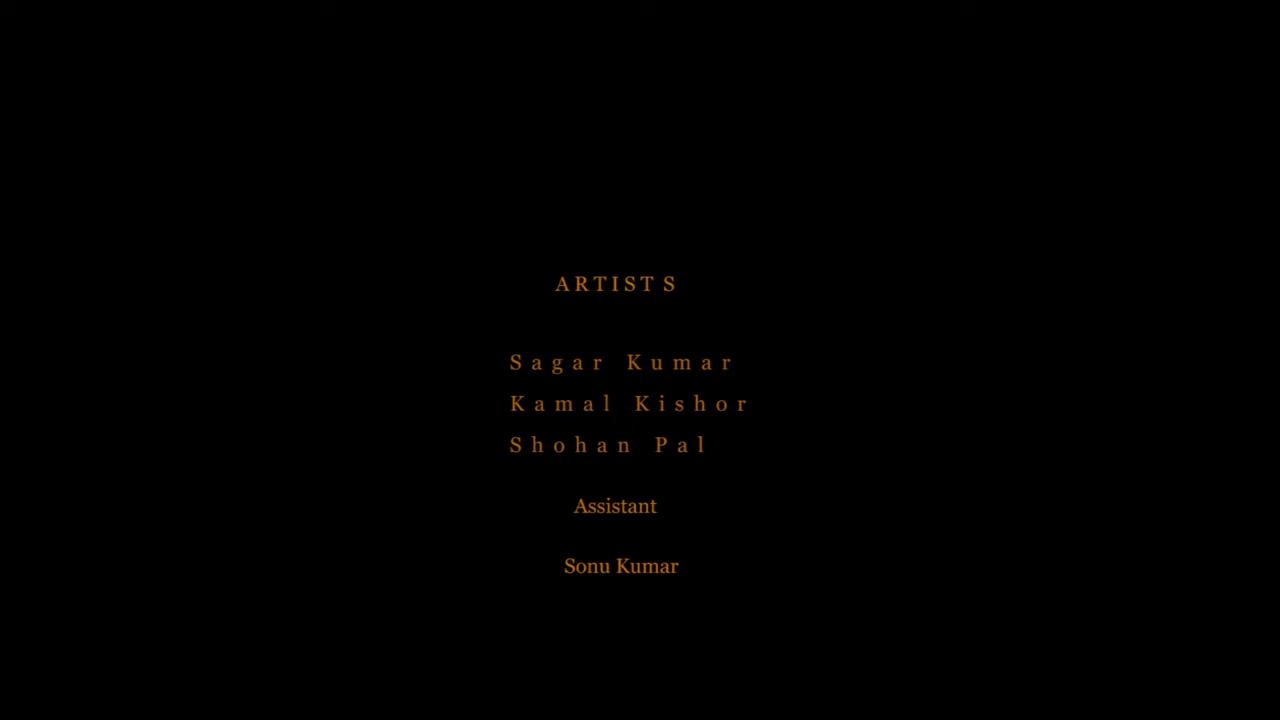 ARTISTS
Sagar Kumar
Kamal Kishor
Shohan Pal
Assistant
Sonu Kumar